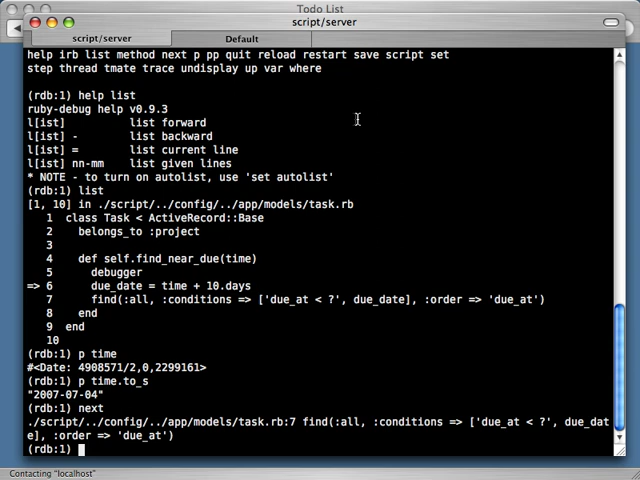 Todo List
script/server
script/server
Default
help irb list method next p pp quit reload restart save script set
step thread tmate trace undisplay up var where
(rdb:1) help list
ruby-debug help v0.9.3
l[ist]          list forward
l[ist] -        list backward
l[ist] =        list current line
l[ist] nn-mm    list given lines
* NOTE - to turn on autolist, use 'set autolist'
(rdb:1) list
[1, 10] in ./script/../config/../app/models/task.rb
   1  class Task < ActiveRecord::Base
   2    belongs_to :project
   3
   4    def self.find_near_due(time)
   5      debugger
=> 6      due_date = time + 10.days
   7      find(:all, :conditions => ['due_at < ?', due_date], :order => 'due_at')
   8    end
   9  end
   10
(rdb:1) p time
#<Date: 4908571/2,0,2299161>
(rdb:1) p time.to_s
"2007-07-04"
(rdb:1) next
./script/../config/../app/models/task.rb:7 find(:all, :conditions => ['due_at < ?', due_dat
e], :order => 'due_at')
(rdb:1)
Contacting "localhost"